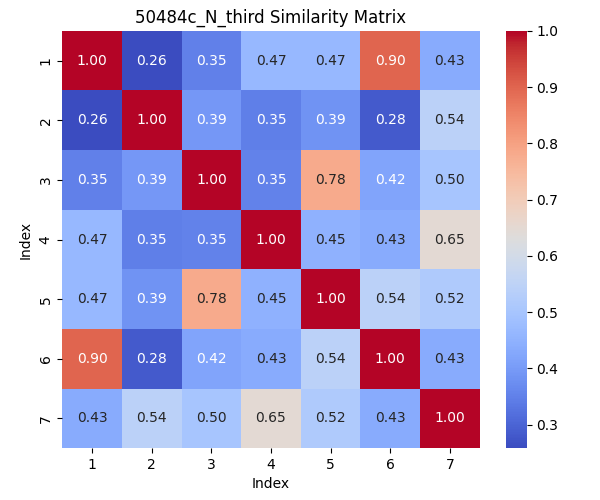 50484c_N_third Similarity Matrix
1 1.00 0.26 0.35 0.47 0.47 0.90 0.43
2 0.26 1.00 0.39 0.35 0.39 0.28 0.54
3 0.35 0.39 1.00 0.35 0.78 0.42 0.50
4 0.47 0.35 0.35 1.00 0.45 0.43 0.65
5 0.47 0.39 0.78 0.45 1.00 0.54 0.52
6 0.90 0.28 0.42 0.43 0.54 1.00 0.43
7 0.43 0.54 0.50 0.65 0.52 0.43 1.00
1 2 3 4 5 6 7
Index
Index
1.0
0.9
0.8
0.7
0.6
0.5
0.4
0.3